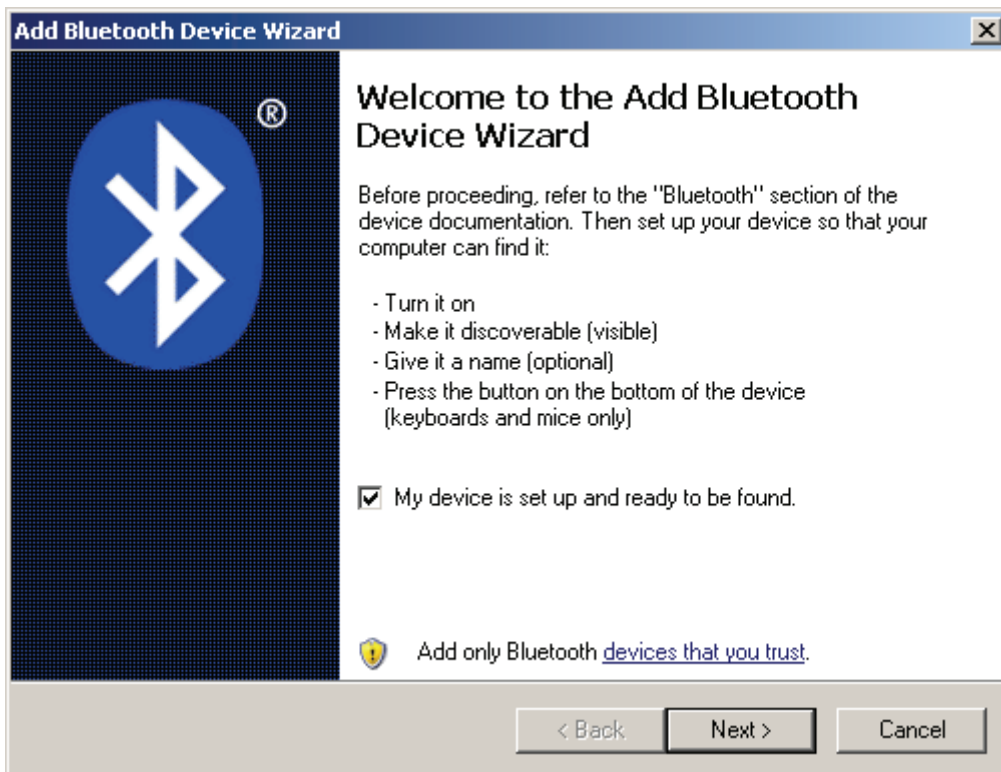 Add Bluetooth Device Wizard
®
Welcome to the Add Bluetooth
Device Wizard
Before proceeding, refer to the "Bluetooth" section of the
device documentation. Then set up your device so that your
computer can find it:
- Turn it on
- Make it discoverable (visible)
- Give it a name (optional)
- Press the button on the bottom of the device
(keyboards and mice only)
My device is set up and ready to be found.
Add only Bluetooth devices that you trust.
< Back Next > Cancel